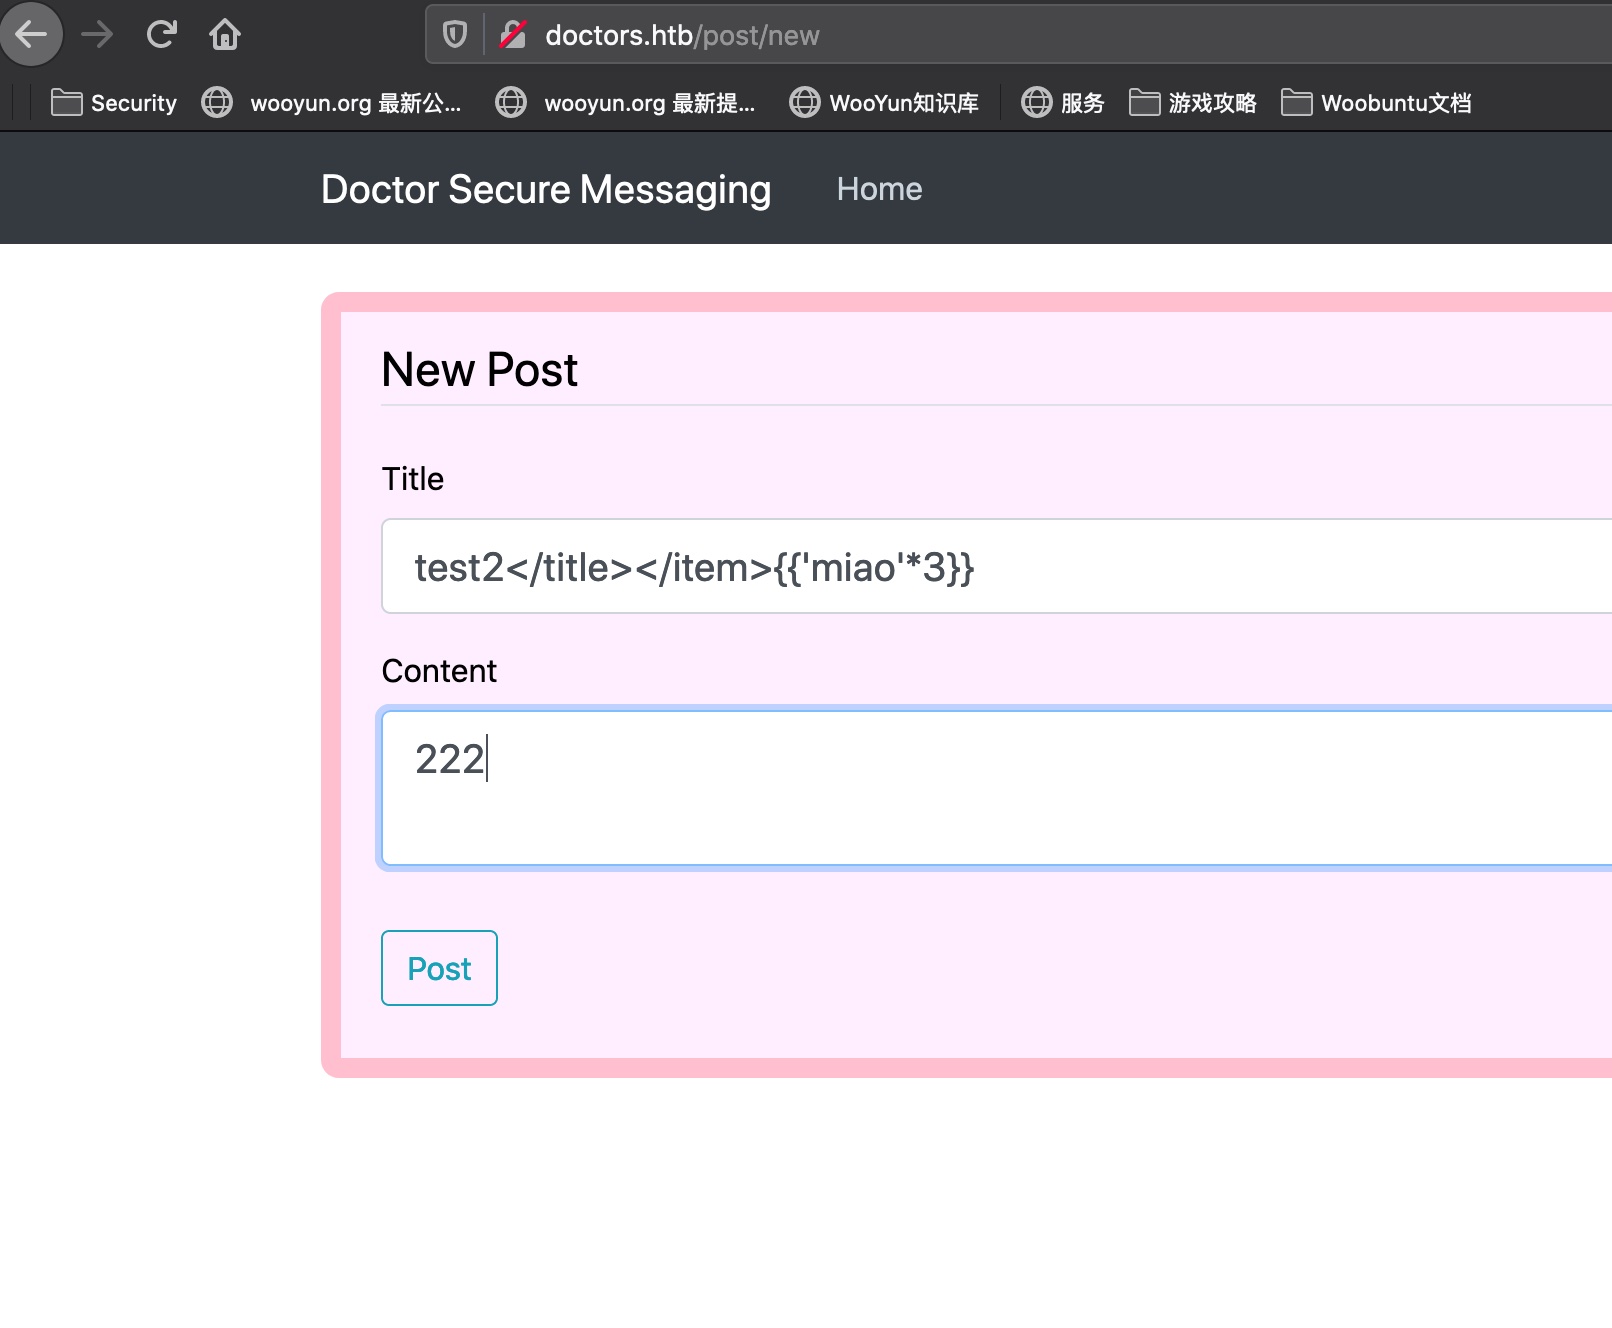 doctors.htb/post/new
Security wooyun.org 最新公... wooyun.org 最新提... WooYun知识库 服务 游戏攻略 Woobuntu文档
Doctor Secure Messaging Home
New Post
Title
test2</title></item>{{'miao'*3}}
Content
222
Post